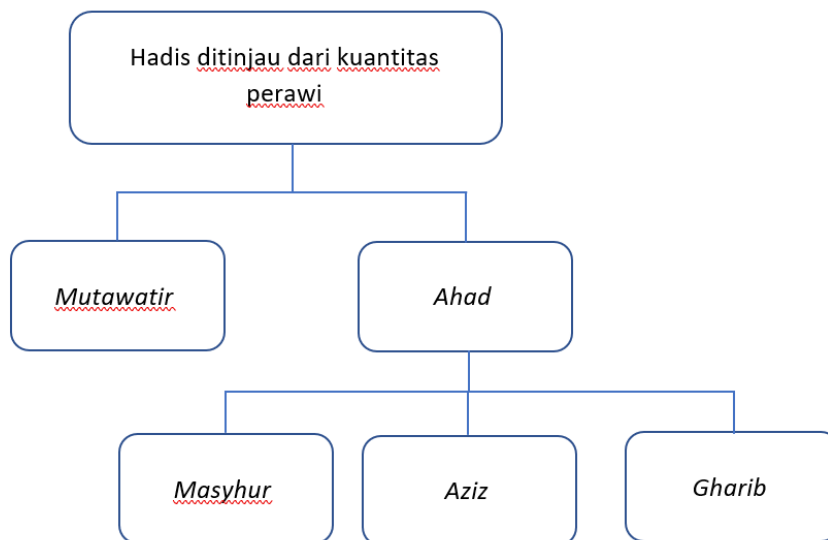 Hadis ditinjau dari kuantitas
perawi
Mutawatir
Ahad
Masyhur
Aziz
Gharib